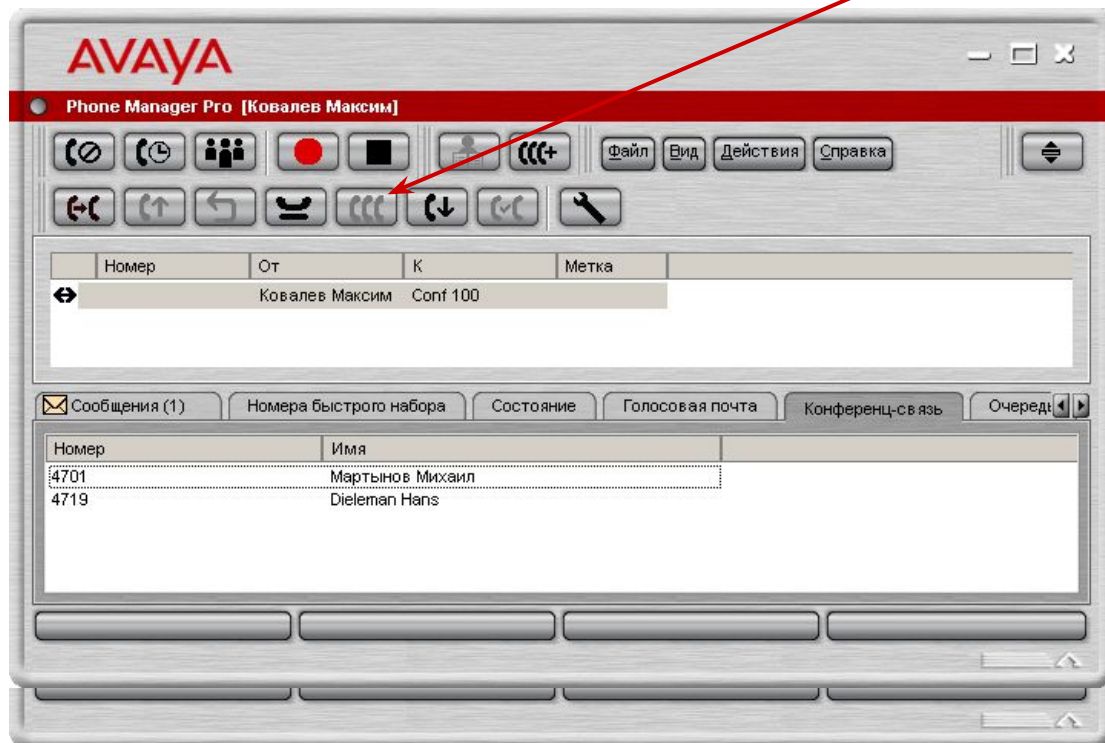 AVAYA
Phone Manager Pro [Ковалев Максим]
Файл Вид Действия Справка
Номер От К Метка
Ковалев Максим Conf 100
Сообщения (1) Номера быстрого набора Состояние Голосовая почта Конференц-связь Очередь
Номер Имя
4701 Мартынов Михаил
4719 Dieleman Hans